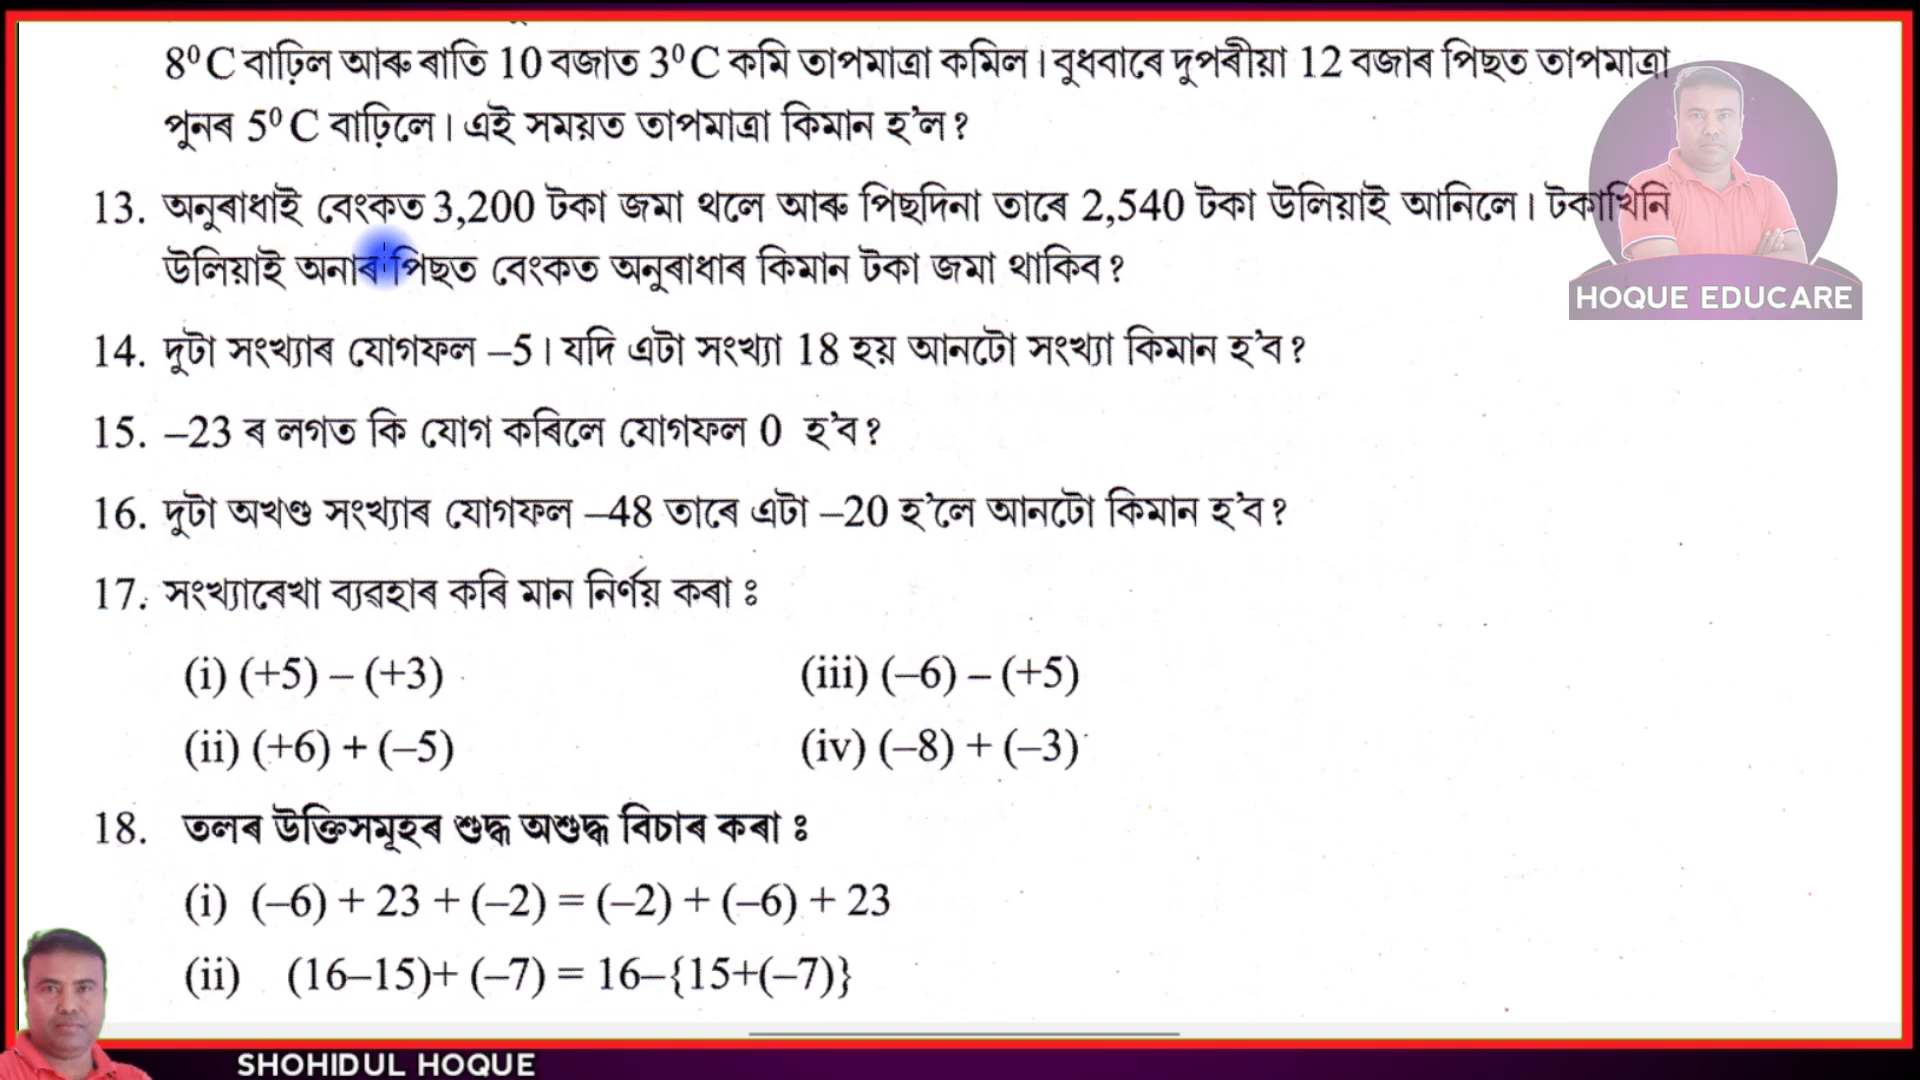 8⁰ C বাঢ়িল আৰু ৰাতি 10 বজাত 3⁰ C কমি তাপমাত্ৰা কমিল। বুধবাৰে দুপৰীয়া 12 বজাৰ পিছত তাপমাত্ৰা
পুনৰ 5⁰ C বাঢ়িলে। এই সময়ত তাপমাত্ৰা কিমান হ’ল?
13. অনুৰাধাই বেংকত 3,200 টকা জমা থলে আৰু পিছদিনা তাৰে 2,540 টকা উলিয়াই আনিলে। টকাখিনি
উলিয়াই অনাৰ পিছত বেংকত অনুৰাধাৰ কিমান টকা জমা থাকিব?
HOQUE EDUCARE
14. দুটা সংখ্যাৰ যোগফল –5। যদি এটা সংখ্যা 18 হয় আনটো সংখ্যা কিমান হ’ব?
15. –23 ৰ লগত কি যোগ কৰিলে যোগফল 0 হ’ব?
16. দুটা অখণ্ড সংখ্যাৰ যোগফল –48 তাৰে এটা –20 হ’লে আনটো কিমান হ’ব?
17. সংখ্যাৰেখা ব্যৱহাৰ কৰি মান নিৰ্ণয় কৰা ঃ
(i) (+5) – (+3) (iii) (–6) – (+5)
(ii) (+6) + (–5) (iv) (–8) + (–3)
18. তলৰ উক্তিসমূহৰ শুদ্ধ অশুদ্ধ বিচাৰ কৰা ঃ
(i) (–6) + 23 + (–2) = (–2) + (–6) + 23
(ii) (16–15)+ (–7) = 16–{15+(–7)}
SHOHIDUL HOQUE